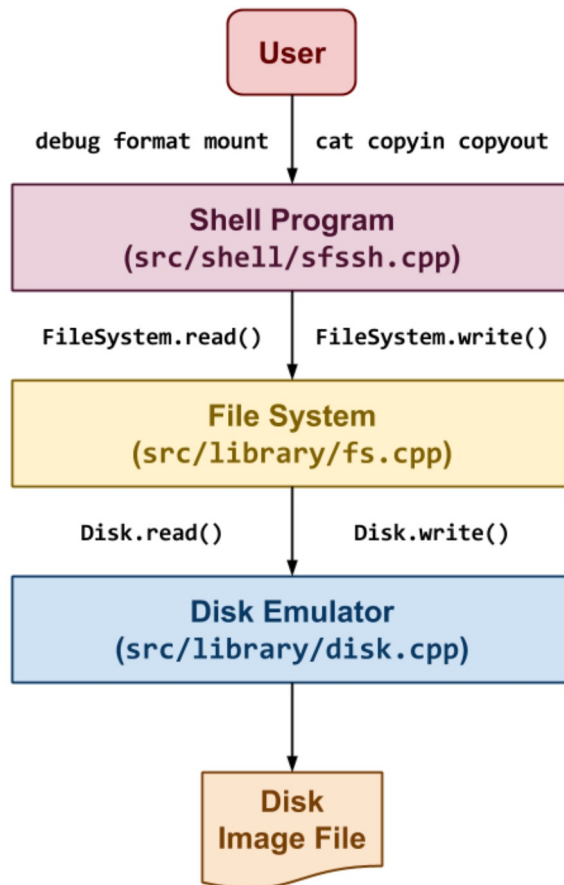 User
debug format mount cat copyin copyout
Shell Program
(src/shell/sfssh.cpp)
FileSystem.read() FileSystem.write()
File System
(src/library/fs.cpp)
Disk.read() Disk.write()
Disk Emulator
(src/library/disk.cpp)
Disk
Image File